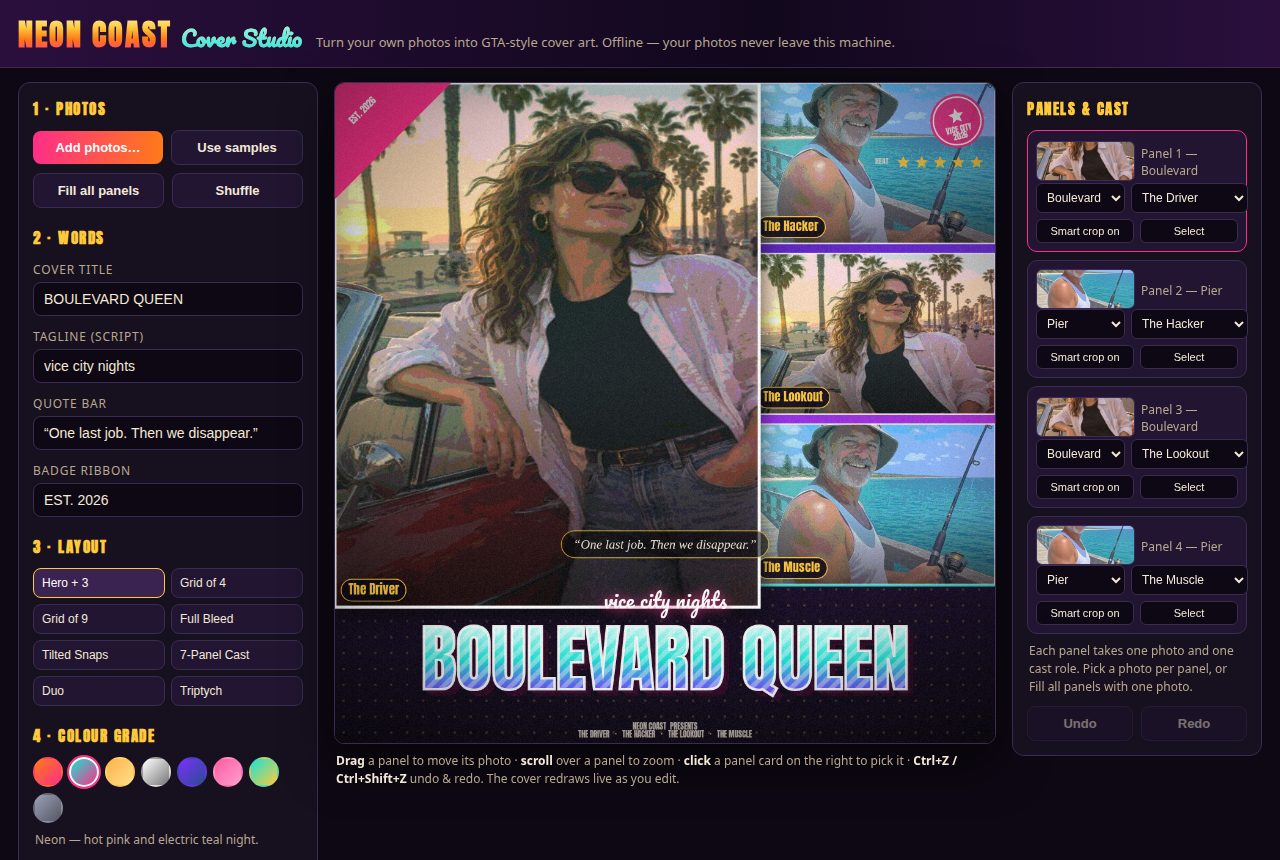 NEON COAST Cover Studio Turn your own photos into GTA-style cover art. Offline — your photos never leave this machine.
1 · PHOTOS
Add photos… Use samples
Fill all panels Shuffle
2 · WORDS
COVER TITLE
BOULEVARD QUEEN
TAGLINE (SCRIPT)
vice city nights
QUOTE BAR
“One last job. Then we disappear.”
BADGE RIBBON
EST. 2026
3 · LAYOUT
Hero + 3 Grid of 4
Grid of 9 Full Bleed
Tilted Snaps 7-Panel Cast
Duo Triptych
4 · COLOUR GRADE
Neon — hot pink and electric teal night.
EST. 2026
VICE CITY
2026
HEAT
The Hacker
The Lookout
“One last job. Then we disappear.”
The Muscle
The Driver
vice city nights
BOULEVARD QUEEN
NEON COAST PRESENTS
THE DRIVER · THE HACKER · THE LOOKOUT · THE MUSCLE
Drag a panel to move its photo · scroll over a panel to zoom · click a panel card on the right to pick it · Ctrl+Z /
Ctrl+Shift+Z undo & redo. The cover redraws live as you edit.
PANELS & CAST
Panel 1 —
Boulevard
Boulevard The Driver
Smart crop on Select
Panel 2 — Pier
Pier The Hacker
Smart crop on Select
Panel 3 —
Boulevard
Boulevard The Lookout
Smart crop on Select
Panel 4 — Pier
Pier The Muscle
Smart crop on Select
Each panel takes one photo and one
cast role. Pick a photo per panel, or
Fill all panels with one photo.
Undo Redo